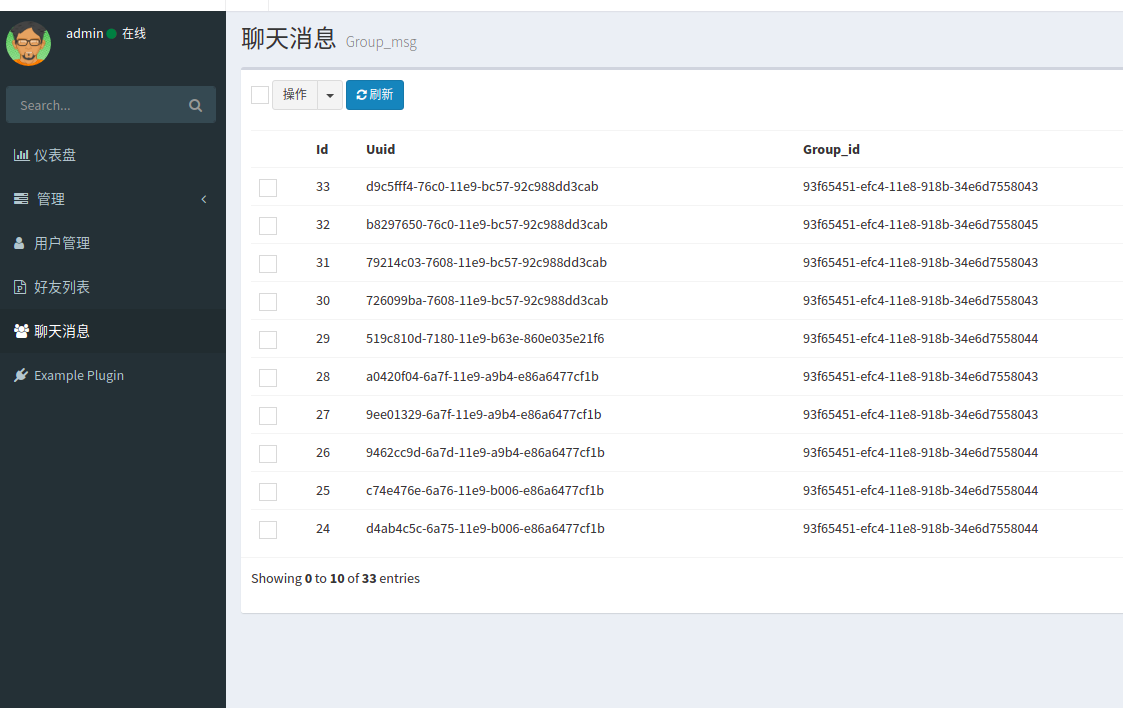 admin 在线
Search...
仪表盘
管理
用户管理
好友列表
聊天消息
Example Plugin
聊天消息 Group_msg
操作 刷新
Id Uuid Group_id
33 d9c5fff4-76c0-11e9-bc57-92c988dd3cab 93f65451-efc4-11e8-918b-34e6d7558043
32 b8297650-76c0-11e9-bc57-92c988dd3cab 93f65451-efc4-11e8-918b-34e6d7558045
31 79214c03-7608-11e9-bc57-92c988dd3cab 93f65451-efc4-11e8-918b-34e6d7558043
30 726099ba-7608-11e9-bc57-92c988dd3cab 93f65451-efc4-11e8-918b-34e6d7558043
29 519c810d-7180-11e9-b63e-860e035e21f6 93f65451-efc4-11e8-918b-34e6d7558044
28 a0420f04-6a7f-11e9-a9b4-e86a6477cf1b 93f65451-efc4-11e8-918b-34e6d7558043
27 9ee01329-6a7f-11e9-a9b4-e86a6477cf1b 93f65451-efc4-11e8-918b-34e6d7558043
26 9462cc9d-6a7d-11e9-a9b4-e86a6477cf1b 93f65451-efc4-11e8-918b-34e6d7558044
25 c74e476e-6a76-11e9-b006-e86a6477cf1b 93f65451-efc4-11e8-918b-34e6d7558044
24 d4ab4c5c-6a75-11e9-b006-e86a6477cf1b 93f65451-efc4-11e8-918b-34e6d7558044
Showing 0 to 10 of 33 entries